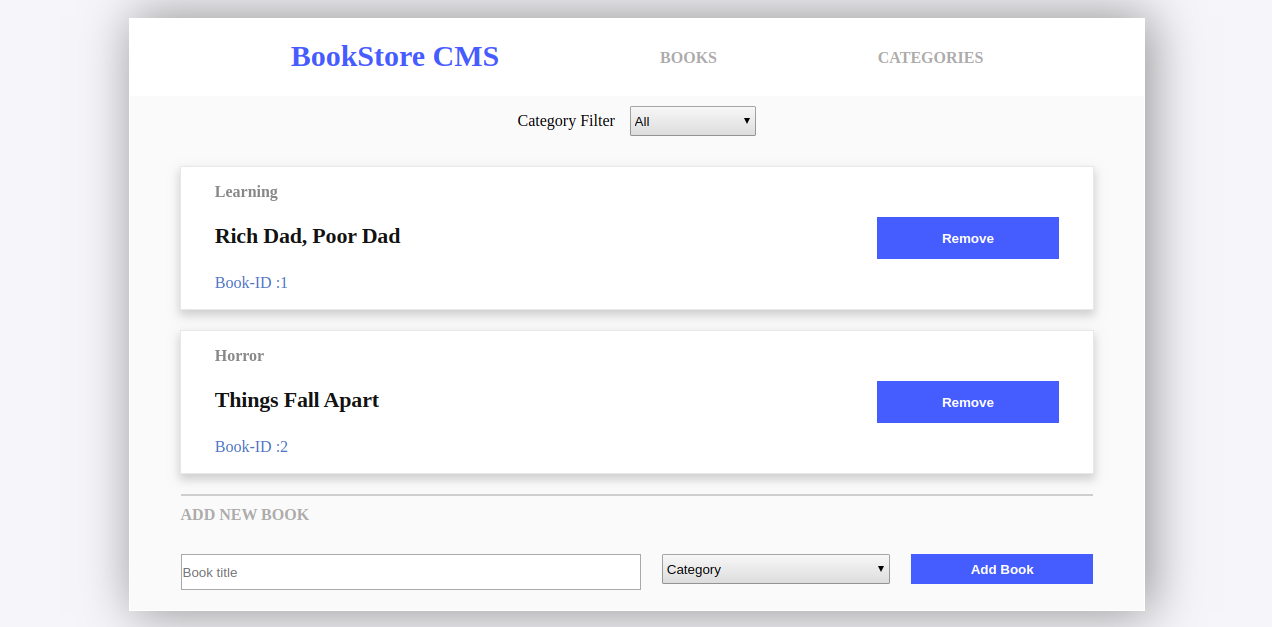 BookStore CMS BOOKS CATEGORIES
Category Filter All
Learning
Rich Dad, Poor Dad
Remove
Book-ID :1
Horror
Things Fall Apart
Remove
Book-ID :2
ADD NEW BOOK
Book title Category Add Book